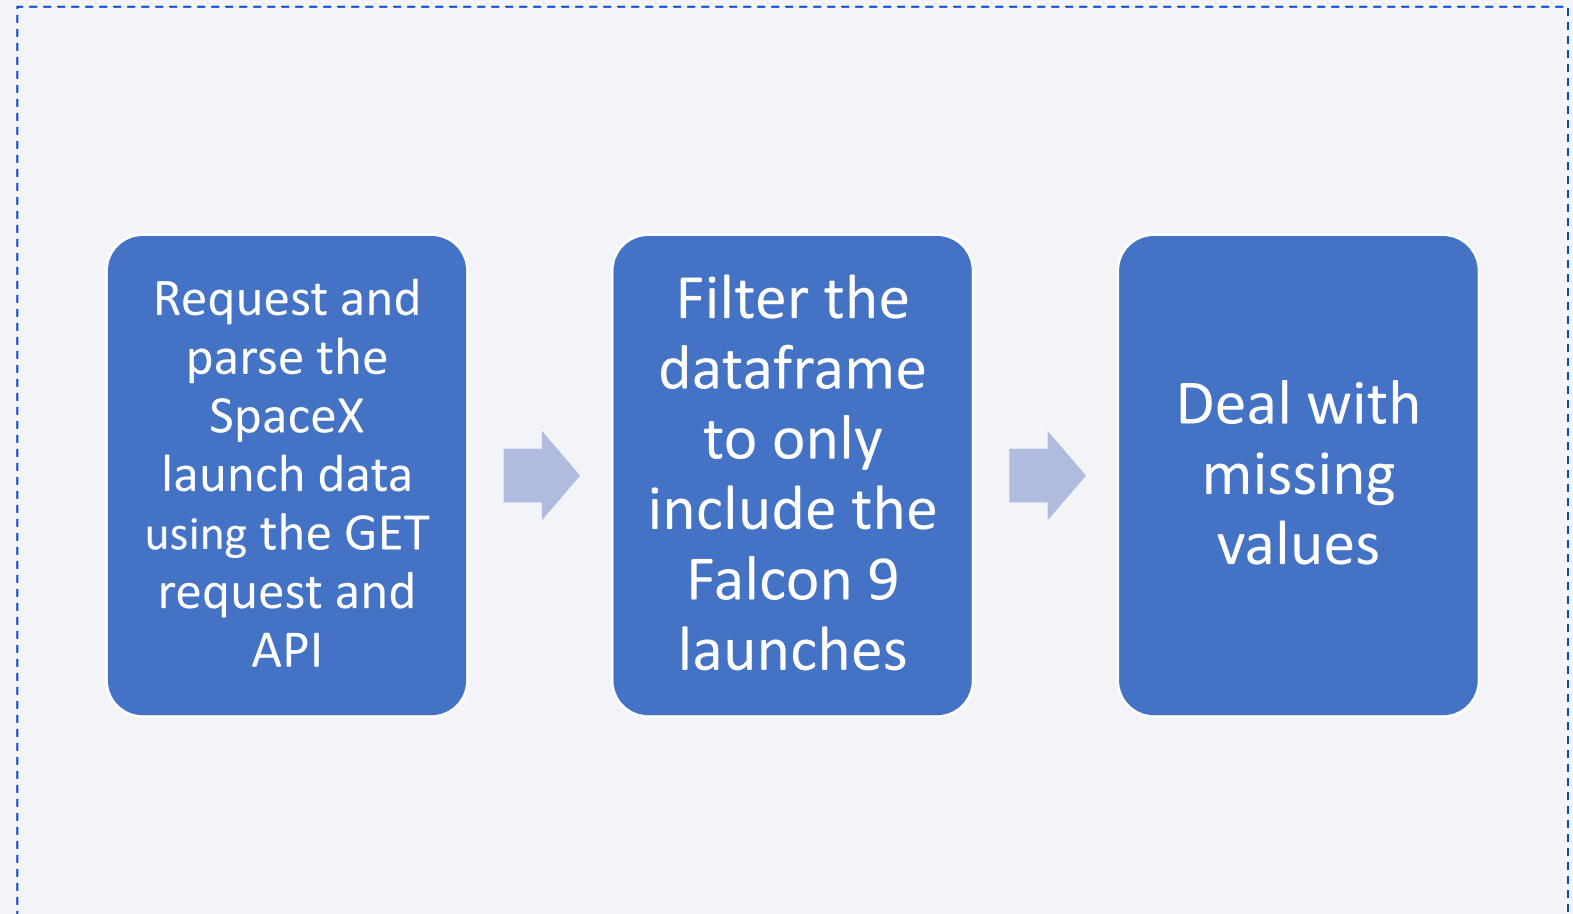 Request and
parse the
SpaceX
launch data
using the GET
request and
API
Filter the
dataframe
to only
include the
Falcon 9
launches
Deal with
missing
values